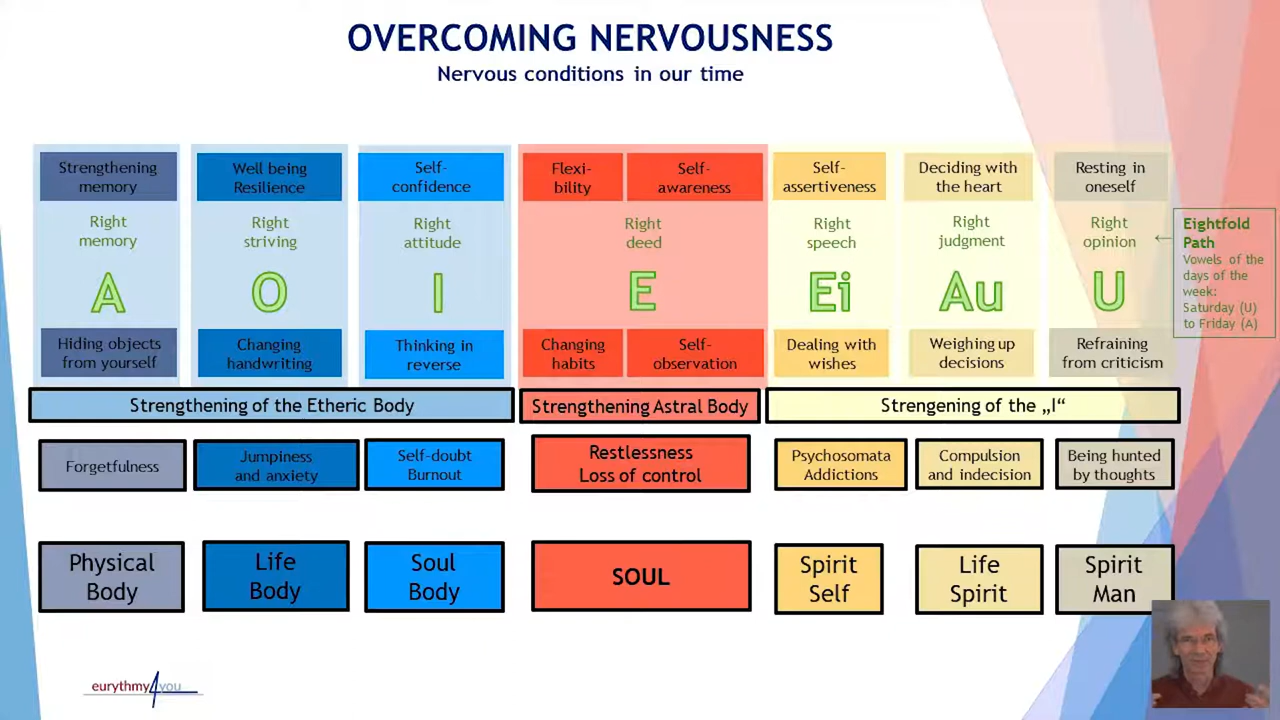 OVERCOMING NERVOUSNESS
Nervous conditions in our time
Strengthening
memory
Well being
Resilience
Self-
confidence
Flexi-
bility
Self-
awareness
Self-
assertiveness
Deciding with
the heart
Resting in
oneself
Right
memory
Right
striving
Right
attitude
Right
deed
Right
speech
Right
judgment
Right
opinion
←
Eightfold
Path
Vowels of the
days of the
week:
Saturday (U)
to Friday (A)
A
O
I
E
Ei
Au
U
Hiding objects
from yourself
Changing
handwriting
Thinking in
reverse
Changing
habits
Self-
observation
Dealing with
wishes
Weighing up
decisions
Refraining
from criticism
Strengthening of the Etheric Body
Strengthening Astral Body
Strengening of the „I“
Forgetfulness
Jumpiness
and anxiety
Self-doubt
Burnout
Restlessness
Loss of control
Psychosomata
Addictions
Compulsion
and indecision
Being hunted
by thoughts
Physical
Body
Life
Body
Soul
Body
SOUL
Spirit
Self
Life
Spirit
Spirit
Man
eurythmy4you